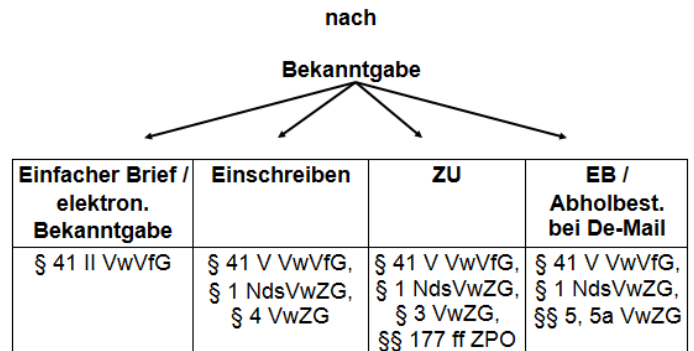 nach
Bekanntgabe
Einfacher Brief /
elektron.
Bekanntgabe
Einschreiben
ZU
EB /
Abholbest.
bei De-Mail
§ 41 II VwVfG
§ 41 V VwVfG,
§ 1 NdsVwZG,
§ 4 VwZG
§ 41 V VwVfG,
§ 1 NdsVwZG,
§ 3 VwZG,
§§ 177 ff ZPO
§ 41 V VwVfG,
§ 1 NdsVwZG,
§§ 5, 5a VwZG